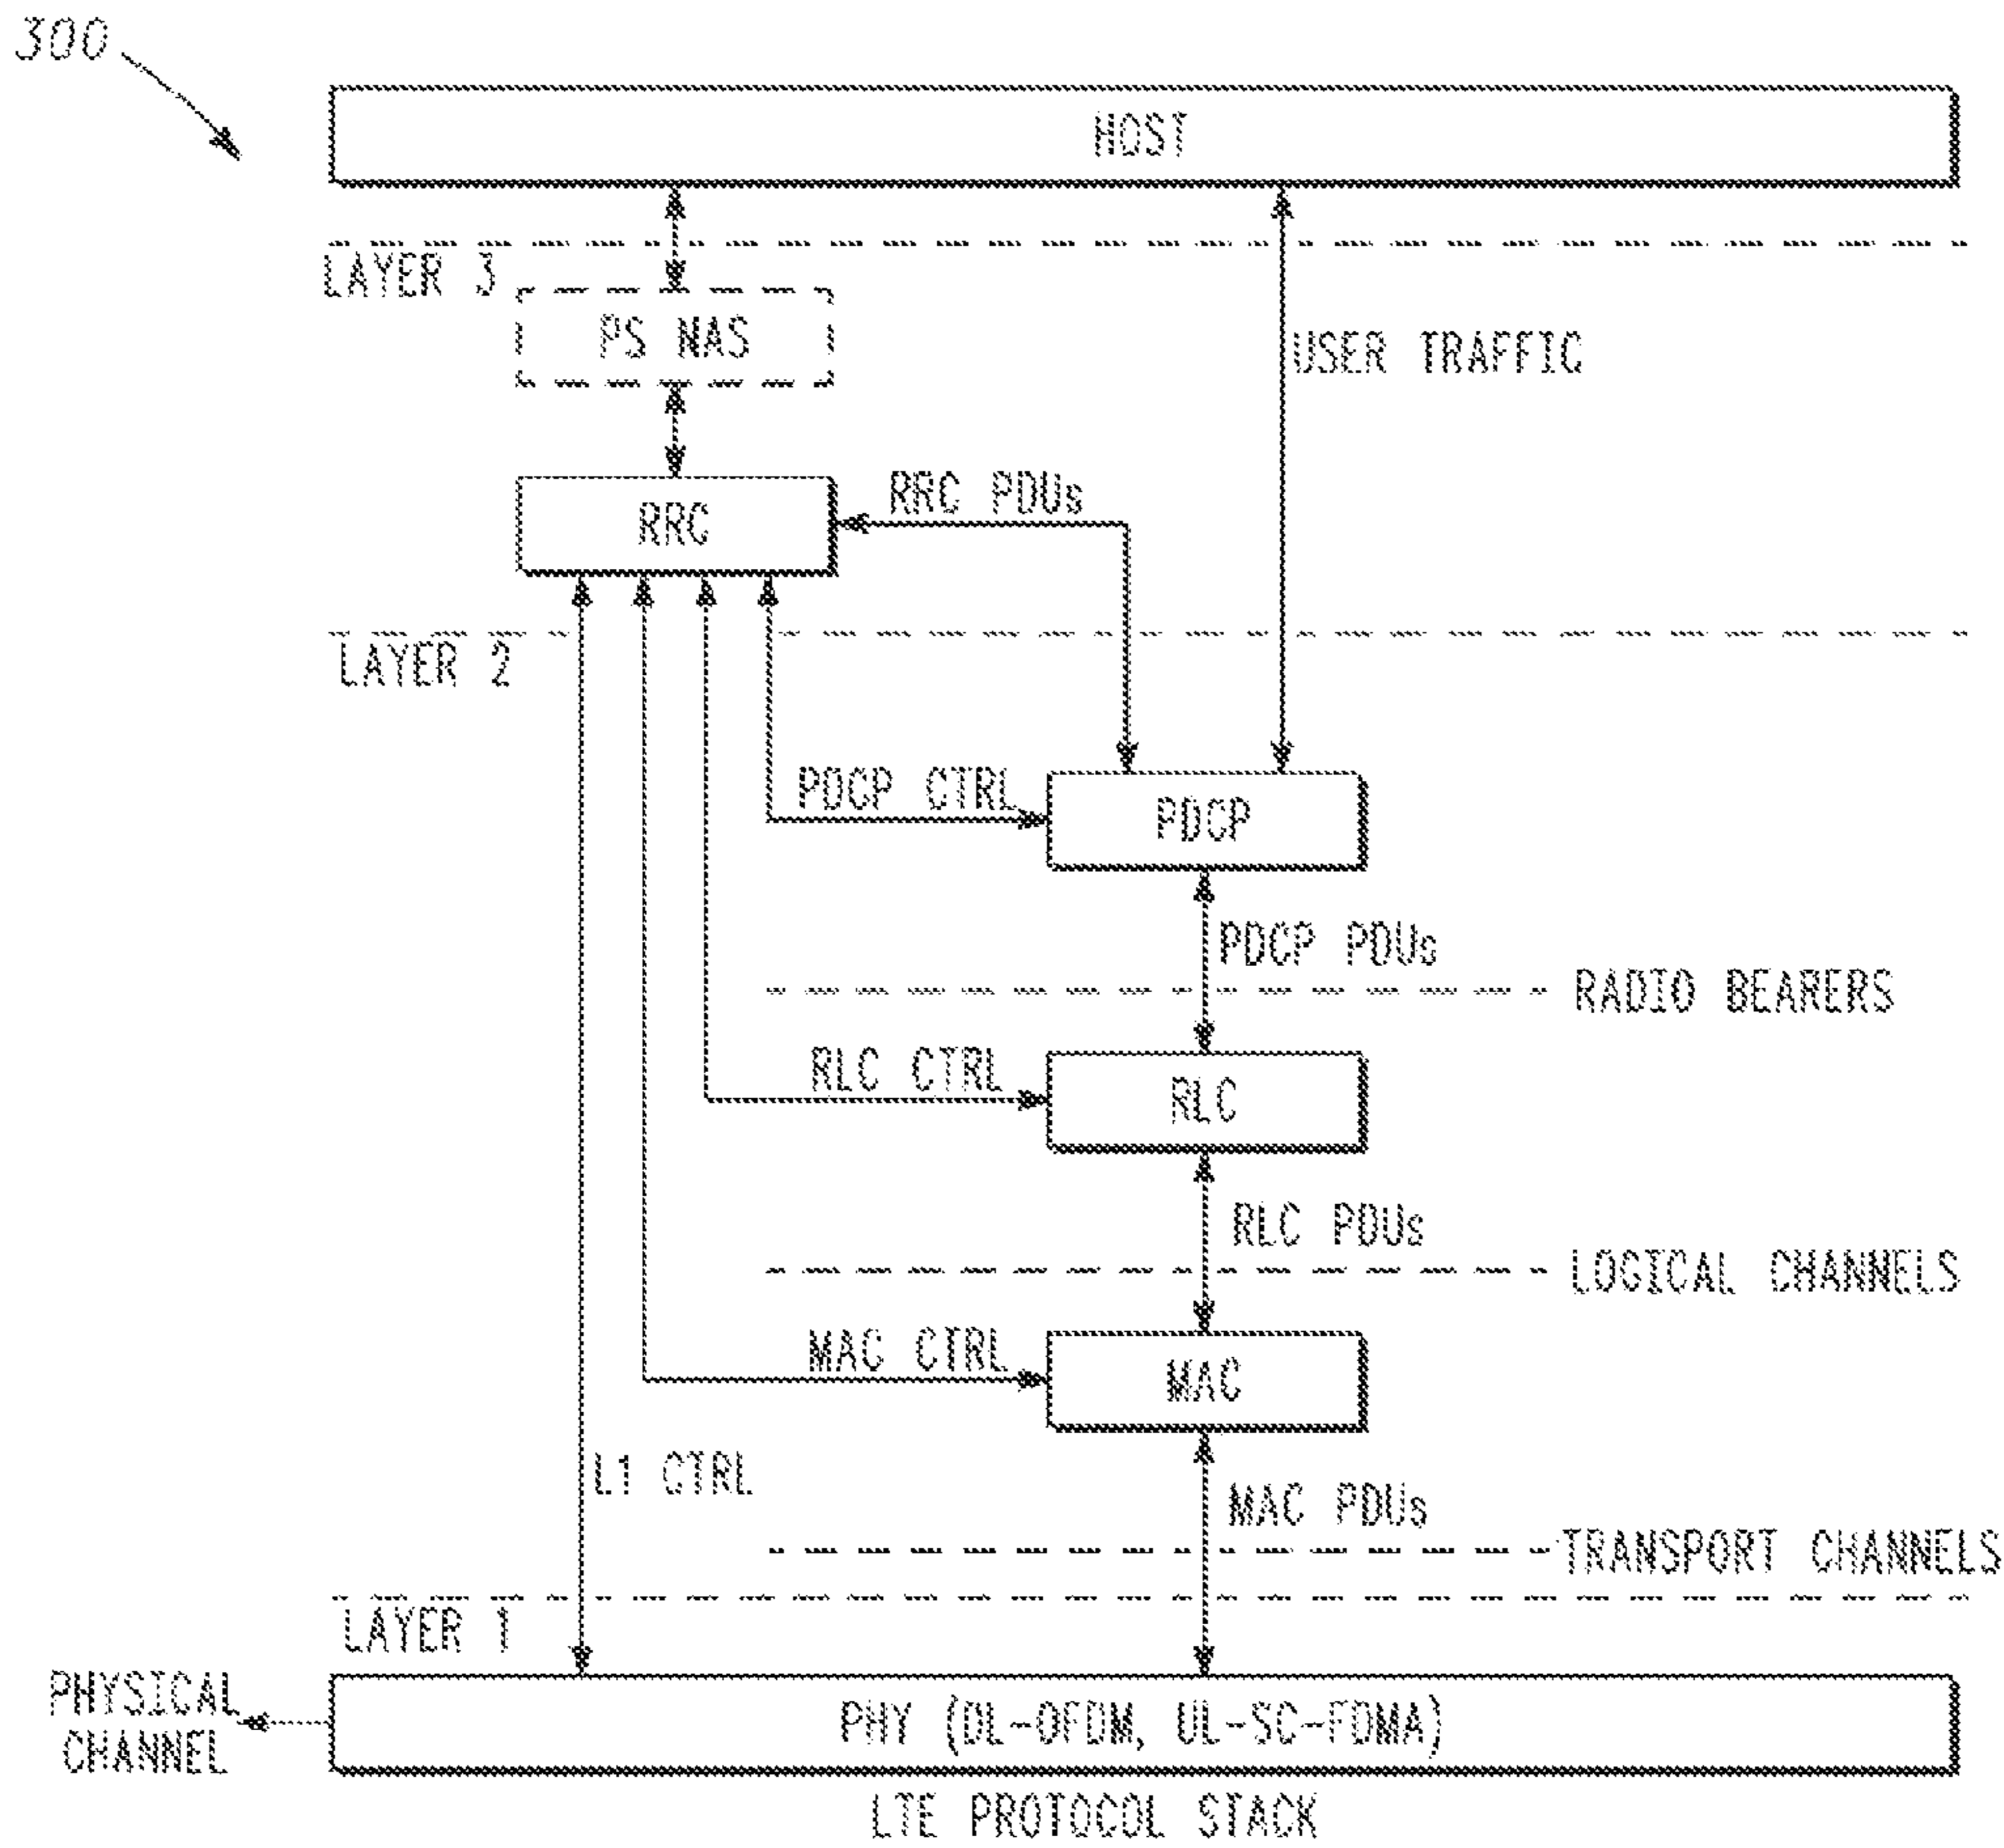 300
HOST
LAYER 3
PS NAS
USER TRAFFIC
RRC PDUs
RRC
LAYER 2
PDCP CTRL
PDCP
PDCP PDUs
RADIO BEARERS
RLC CTRL
RLC
RLC PDUs
LOGICAL CHANNELS
MAC CTRL
MAC
L1 CTRL
MAC PDUs
TRANSPORT CHANNELS
LAYER 1
PHYSICAL
CHANNEL
PHY (DL-OFDM, UL-SC-FDMA)
LTE PROTOCOL STACK